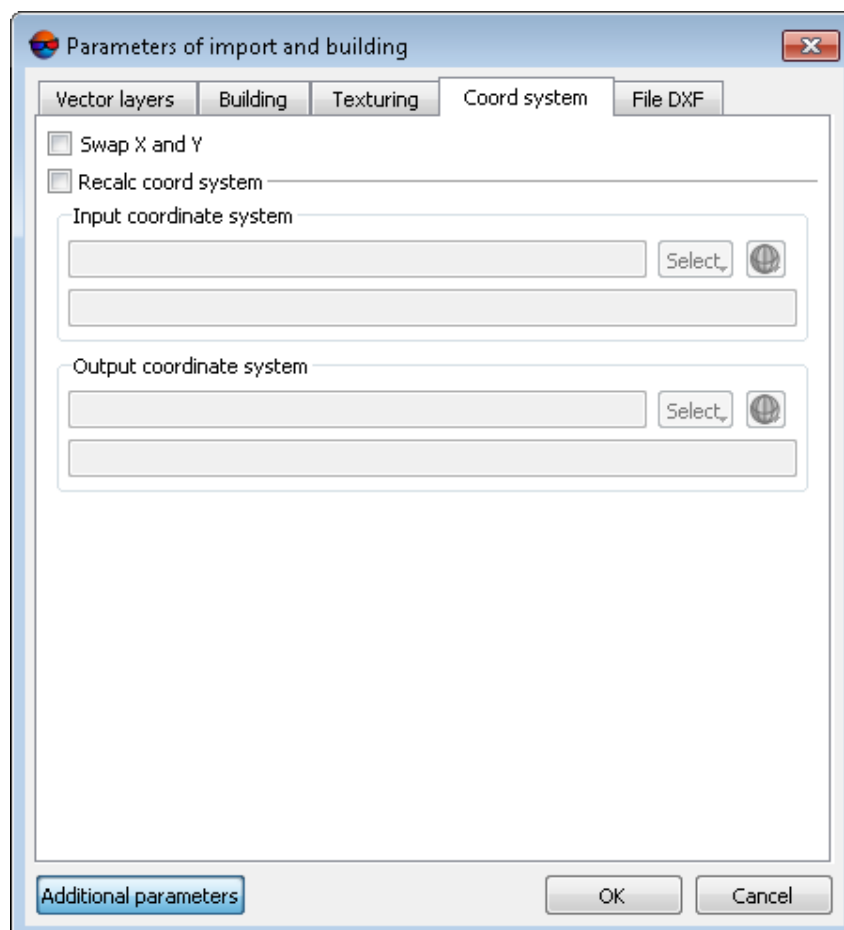 Parameters of import and building
Vector layers Building Texturing Coord system File DXF
Swap X and Y
Recalc coord system
Input coordinate system
Select
Output coordinate system
Select
Additional parameters OK Cancel